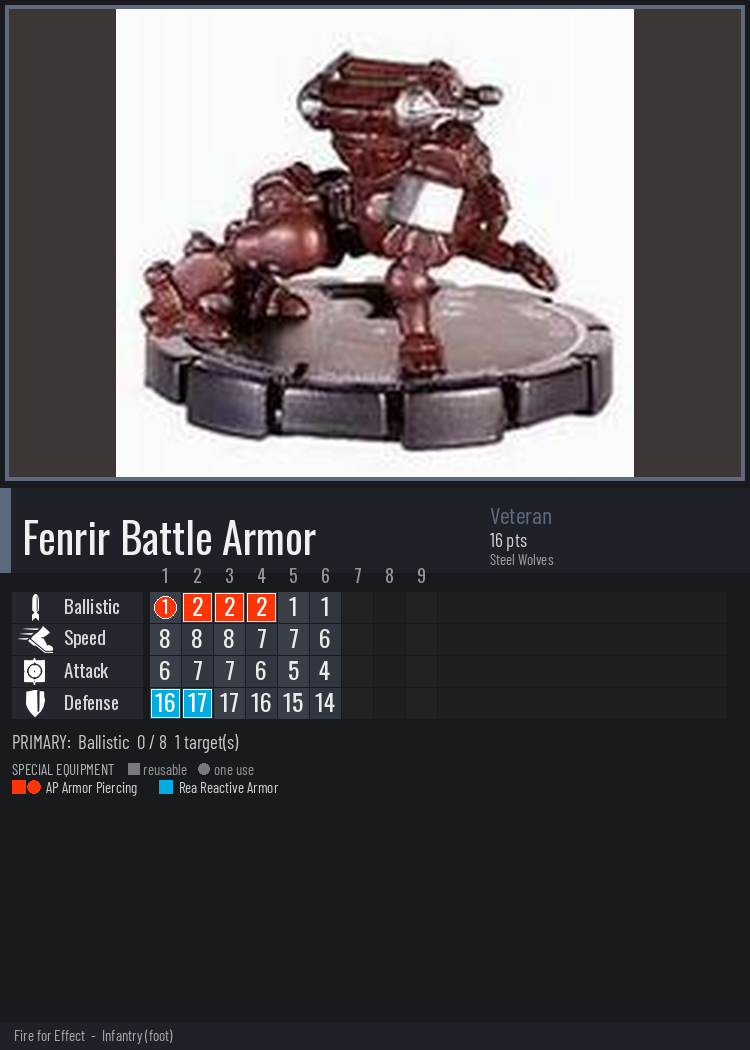 Fenrir Battle Armor
Veteran
16 pts
Steel Wolves
1 2 3 4 5 6 7 8 9
Ballistic 1 2 2 2 1 1
Speed 8 8 8 7 7 6
Attack 6 7 7 6 5 4
Defense 16 17 17 16 15 14
PRIMARY: Ballistic 0 / 8 1 target(s)
SPECIAL EQUIPMENT reusable one use
AP Armor Piercing Rea Reactive Armor
Fire for Effect - Infantry (foot)